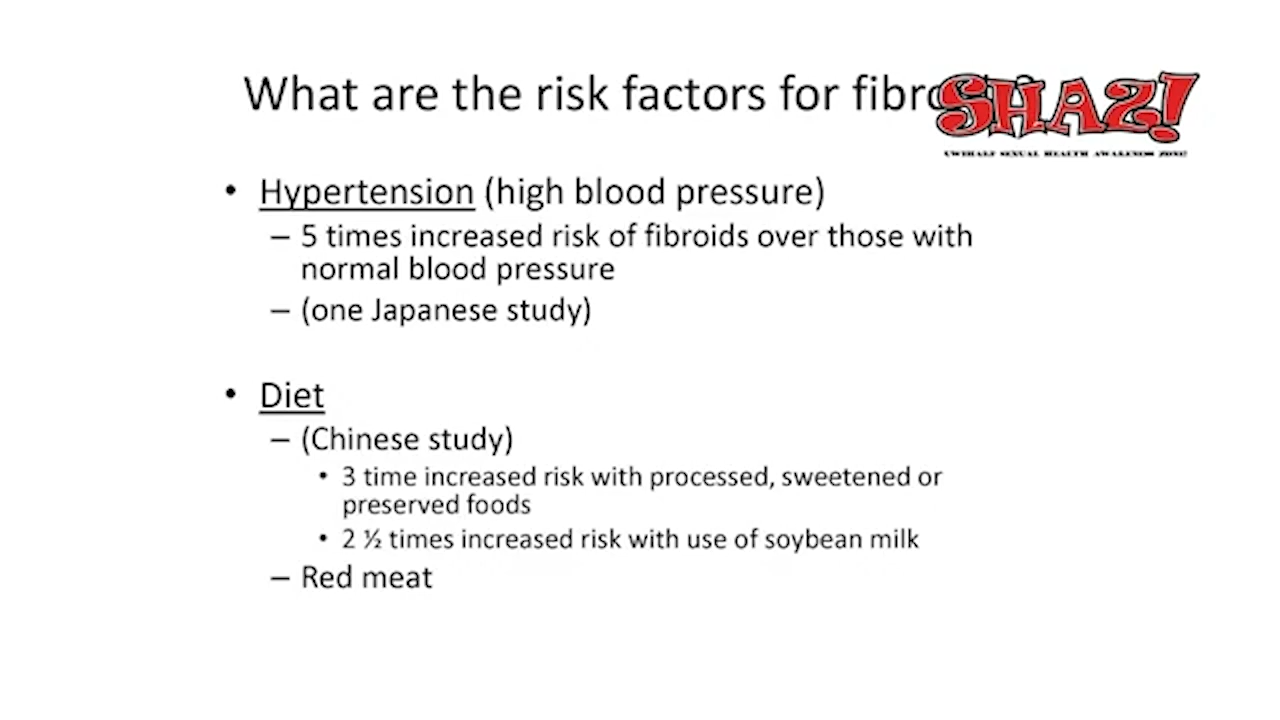 What are the risk factors for
SHAZ!
SEXUAL HEALTH AWARENESS ZONE!
• Hypertension (high blood pressure)
– 5 times increased risk of fibroids over those with
normal blood pressure
– (one Japanese study)
• Diet
– (Chinese study)
• 3 time increased risk with processed, sweetened or
preserved foods
• 2 ½ times increased risk with use of soybean milk
– Red meat